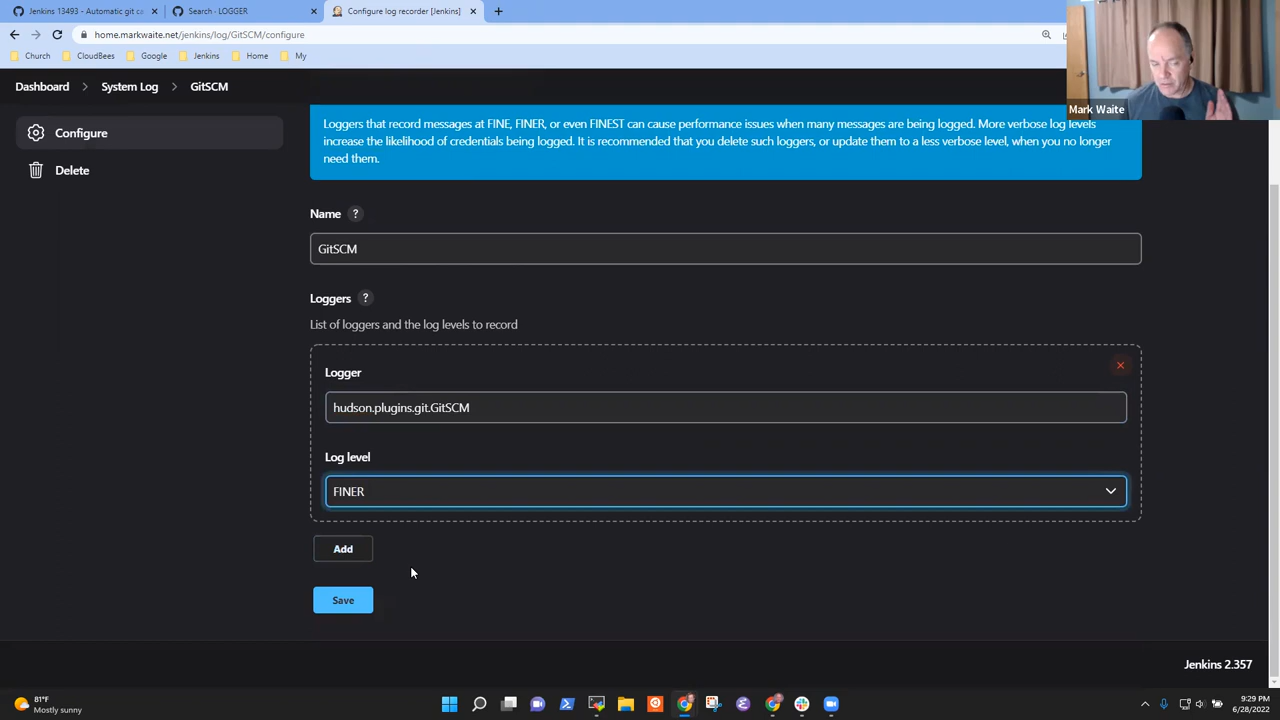 Jenkins 13493 - Automatic git ca
Search · LOGGER
Configure log recorder [Jenkins]
home.markwaite.net/jenkins/log/GitSCM/configure
Church
CloudBees
Google
Jenkins
Home
My
Mark Waite
Dashboard
System Log
GitSCM
Configure
Delete
Loggers that record messages at FINE, FINER, or even FINEST can cause performance issues when many messages are being logged. More verbose log levels
increase the likelihood of credentials being logged. It is recommended that you delete such loggers, or update them to a less verbose level, when you no longer
need them.
Name ?
GitSCM
Loggers ?
List of loggers and the log levels to record
Logger
hudson.plugins.git.GitSCM
Log level
FINER
Add
Save
Jenkins 2.357
81°F
Mostly sunny
9:29 PM
6/28/2022